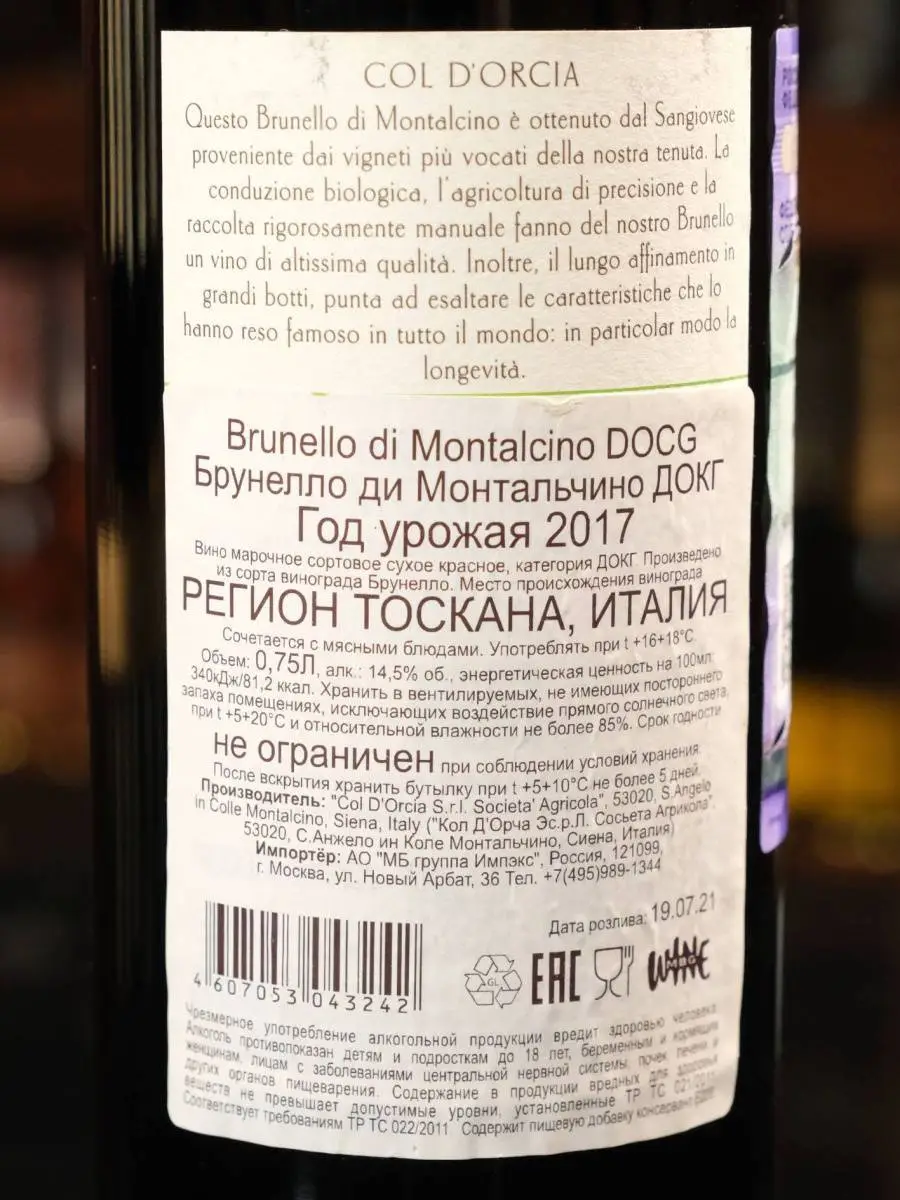 COL D'ORCIA
Questo Brunello di Montalcino è ottenuto dal Sangiovese
proveniente dai vigneti più vocati della nostra tenuta. La
conduzione biologica, l'agricoltura di precisione e la
raccolta rigorosamente manuale fanno del nostro Brunello
un vino di altissima qualità. Inoltre, il lungo affinamento in
grandi botti, punta ad esaltare le caratteristiche che lo
hanno reso famoso in tutto il mondo: in particolar modo la
longevità.
Brunello di Montalcino DOCG
Брунелло ди Монтальчино ДОКГ
Год урожая 2017
Вино марочное сортовое сухое красное, категория ДОКГ. Произведено
из сорта винограда Брунелло. Место происхождения винограда
РЕГИОН ТОСКАНА, ИТАЛИЯ
Сочетается с мясными блюдами. Употреблять при t +16+18°С.
Объем: 0,75Л, алк.: 14,5% об., энергетическая ценность на 100мл:
340кДж/81,2 ккал. Хранить в вентилируемых, не имеющих постороннего
запаха помещениях, исключающих воздействие прямого солнечного света,
при t +5+20°С и относительной влажности не более 85%. Срок годности
не ограничен при соблюдении условий хранения.
После вскрытия хранить бутылку при t +5+10°С не более 5 дней.
Производитель: "Col D'Orcia S.r.l. Societa' Agricola", 53020, S.Angelo
in Colle Montalcino, Siena, Italy ("Кол Д'Орча Эс.р.Л. Сосьета Агрикола",
53020, С.Анжело ин Коле Монтальчино, Сиена, Италия)
Импортёр: АО "МБ группа Импэкс", Россия, 121099,
г. Москва, ул. Новый Арбат, 36 Тел. +7(495)989-1344
Дата розлива: 19.07.21
4 607053 043242
GL
EAC
WINE
MBG
Чрезмерное употребление алкогольной продукции вредит здоровью человека.
Алкоголь противопоказан детям и подросткам до 18 лет, беременным и кормящим
женщинам, лицам с заболеваниями центральной нервной системы, почек, печени и
других органов пищеварения. Содержание в продукции вредных для здоровья
веществ не превышает допустимые уровни, установленные ТР ТС 021/2011
Соответствует требованиям ТР ТС 022/2011 Содержит пищевую добавку консервант